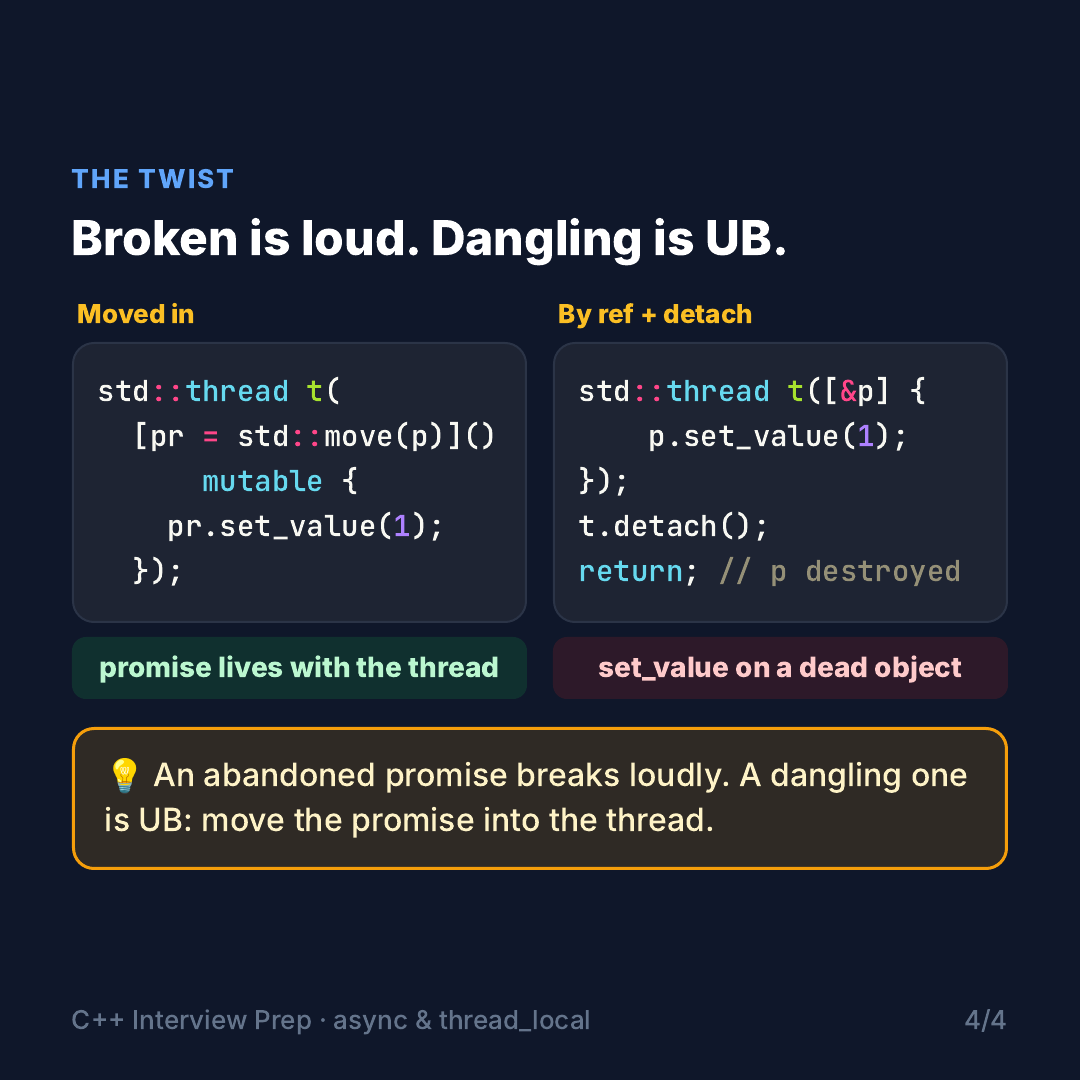 THE TWIST
Broken is loud. Dangling is UB.
Moved in
std::thread t(
  [pr = std::move(p)]()
      mutable {
    pr.set_value(1);
  });
promise lives with the thread
By ref + detach
std::thread t([&p] {
    p.set_value(1);
});
t.detach();
return; // p destroyed
set_value on a dead object
💡 An abandoned promise breaks loudly. A dangling one
is UB: move the promise into the thread.
C++ Interview Prep · async & thread_local
4/4